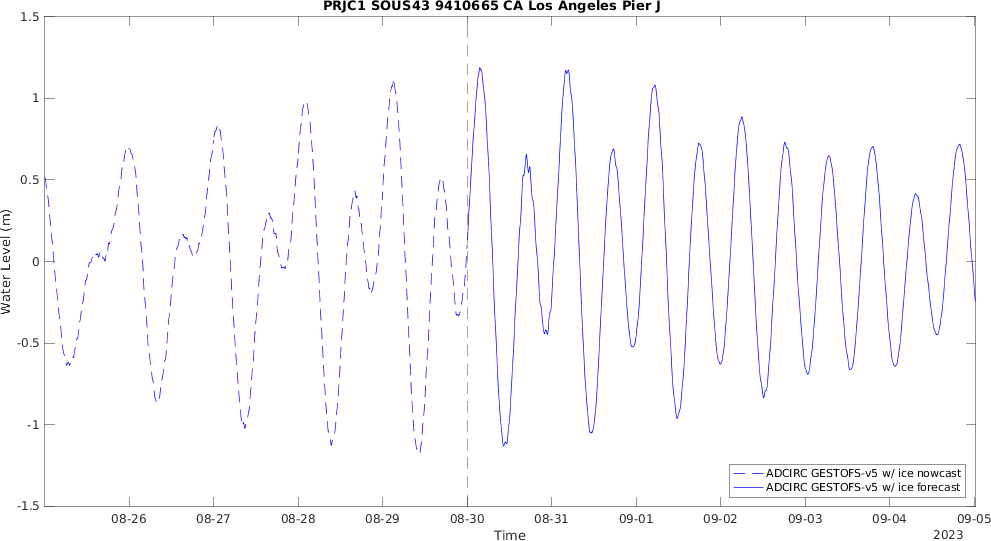 PRJC1 SOUS43 9410665 CA Los Angeles Pier J
1.5
1
0.5
0
-0.5
-1
-1.5
Water Level (m)
ADCIRC GESTOFS-v5 w/ ice nowcast
ADCIRC GESTOFS-v5 w/ ice forecast
08-26 08-27 08-28 08-29 08-30 08-31 09-01 09-02 09-03 09-04 09-05
Time
2023